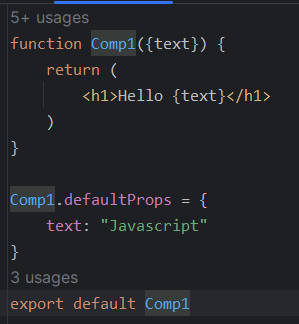 5+ usages
function Comp1({text}) {
    return (
        <h1>Hello {text}</h1>
    )
}

Comp1.defaultProps = {
    text: "Javascript"
}
3 usages
export default Comp1